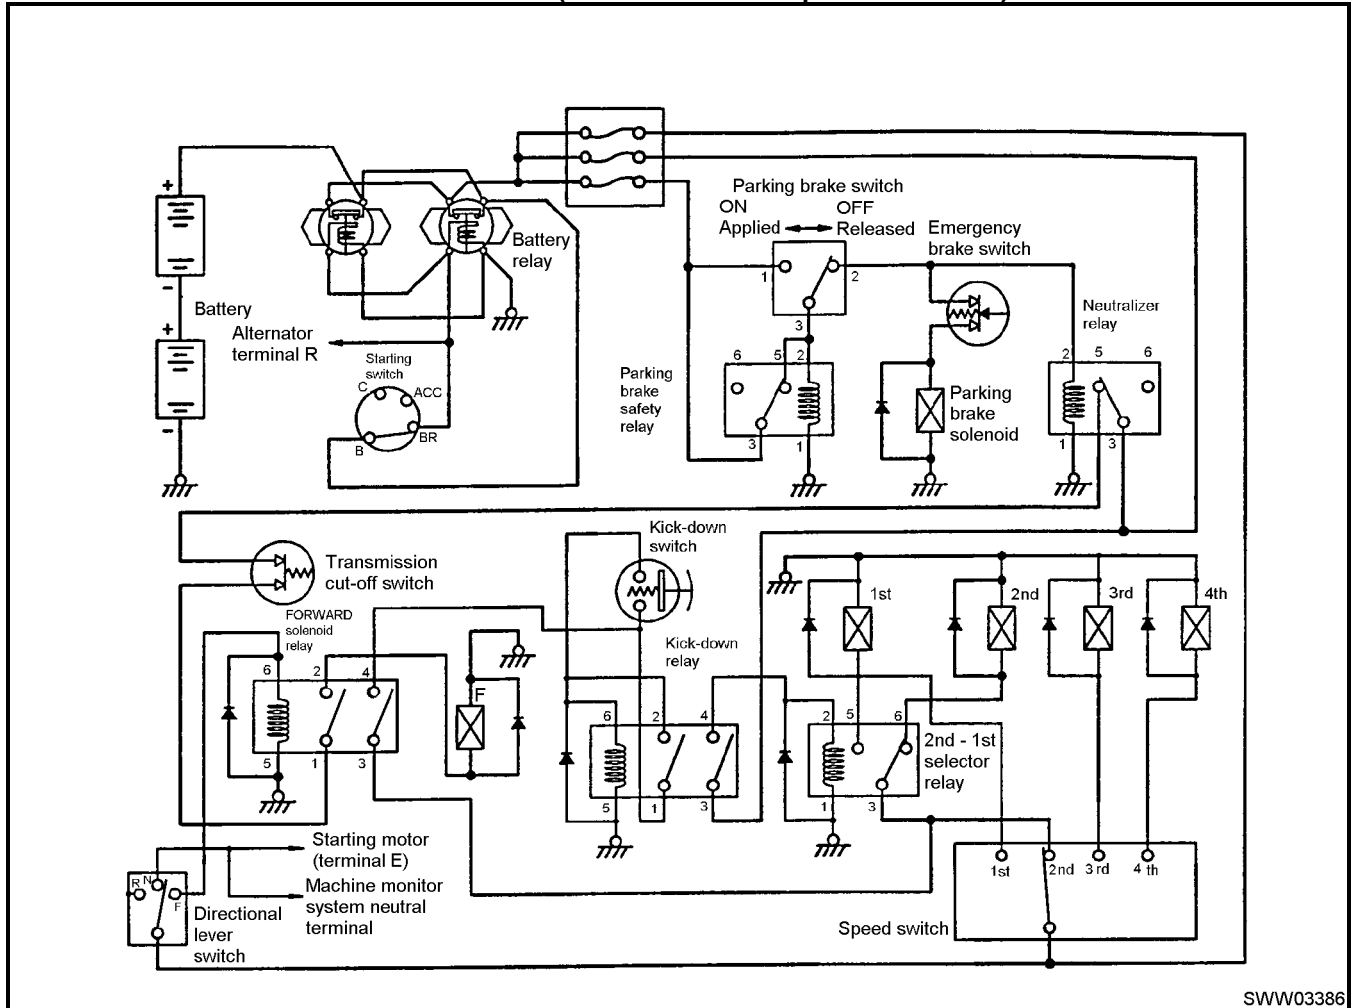 Parking brake switch
ON OFF
Applied Released
Emergency
brake switch
+
Battery
relay
1
2
3
-
Battery
+
Alternator
terminal R
Neutralizer
relay
Starting
switch
C
ACC
BR
B
-
6 5 2
Parking
brake
safety
relay
3 1
Parking
brake
solenoid
2 5 6
1 3
Kick-down
switch
Transmission
cut-off switch
1st
2nd
3rd
4th
FORWARD
solenoid
relay
Kick-down
relay
6 2 4
5 1 3
F
6 2 4
5 1 3
2 5 6
1 3
2nd - 1st
selector
relay
Starting motor
(terminal E)
Machine monitor
system neutral
terminal
R N F
Directional
lever
switch
1st 2nd 3rd 4th
Speed switch
SWW03386